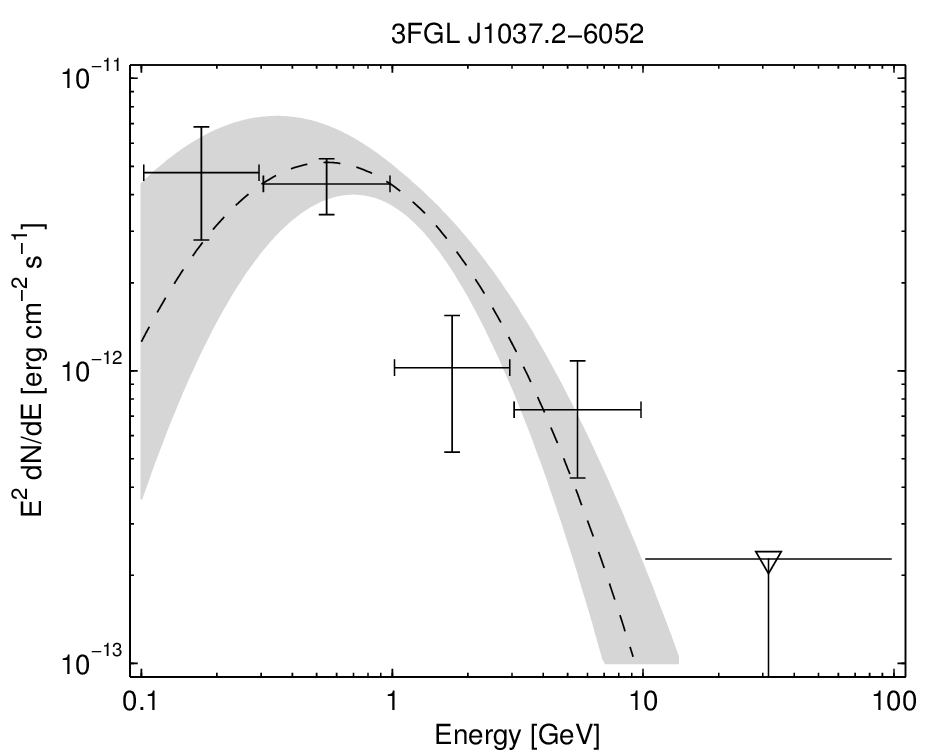 3FGL J1037.2−6052
10⁻¹¹
10⁻¹²
10⁻¹³
E² dN/dE [erg cm⁻² s⁻¹]
0.1 1 10 100
Energy [GeV]